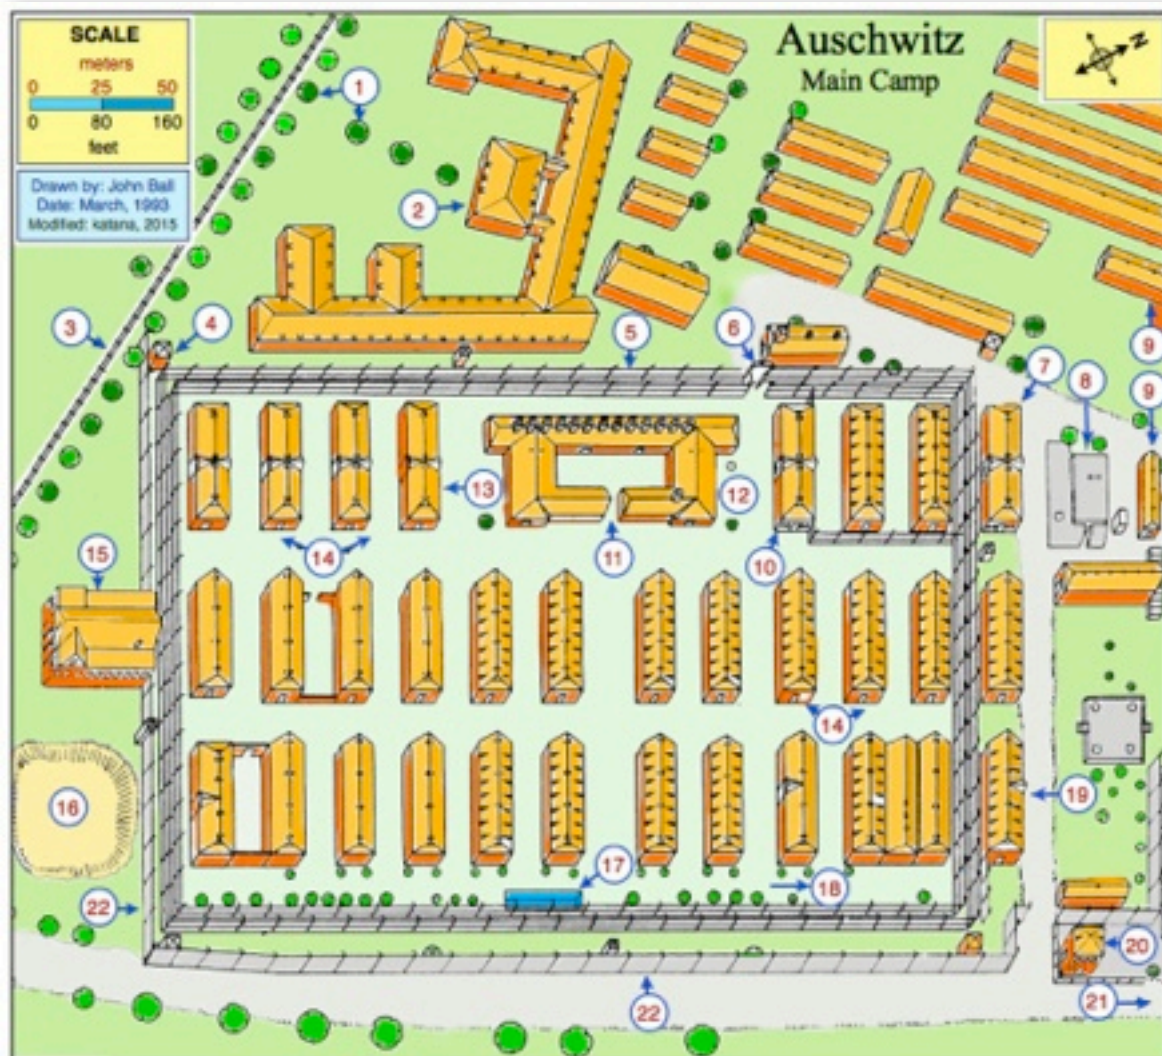 SCALE
meters
0 25 50
0 80 160
feet
Drawn by: John Ball
Date: March, 1993
Modified: katana, 2015
Auschwitz
Main Camp
N
1
2
3
4
5
6
7
8
9
9
10
11
12
13
14
14
15
16
17
18
19
20
21
22
22